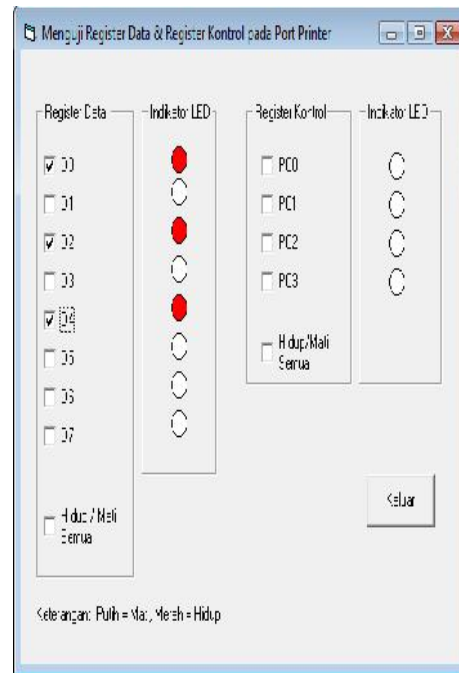 Menguji Register Data & Register Kontrol pada Port Printer
Register Data
Indikator LED
D0
D1
D2
D3
D4
D5
D6
D7
Hidup / Mati
Semua
Register Kontrol
Indikator LED
PC0
PC1
PC2
PC3
Hidup/Mati
Semua
Keluar
Keterangan: Putih = Mati, Merah = Hidup